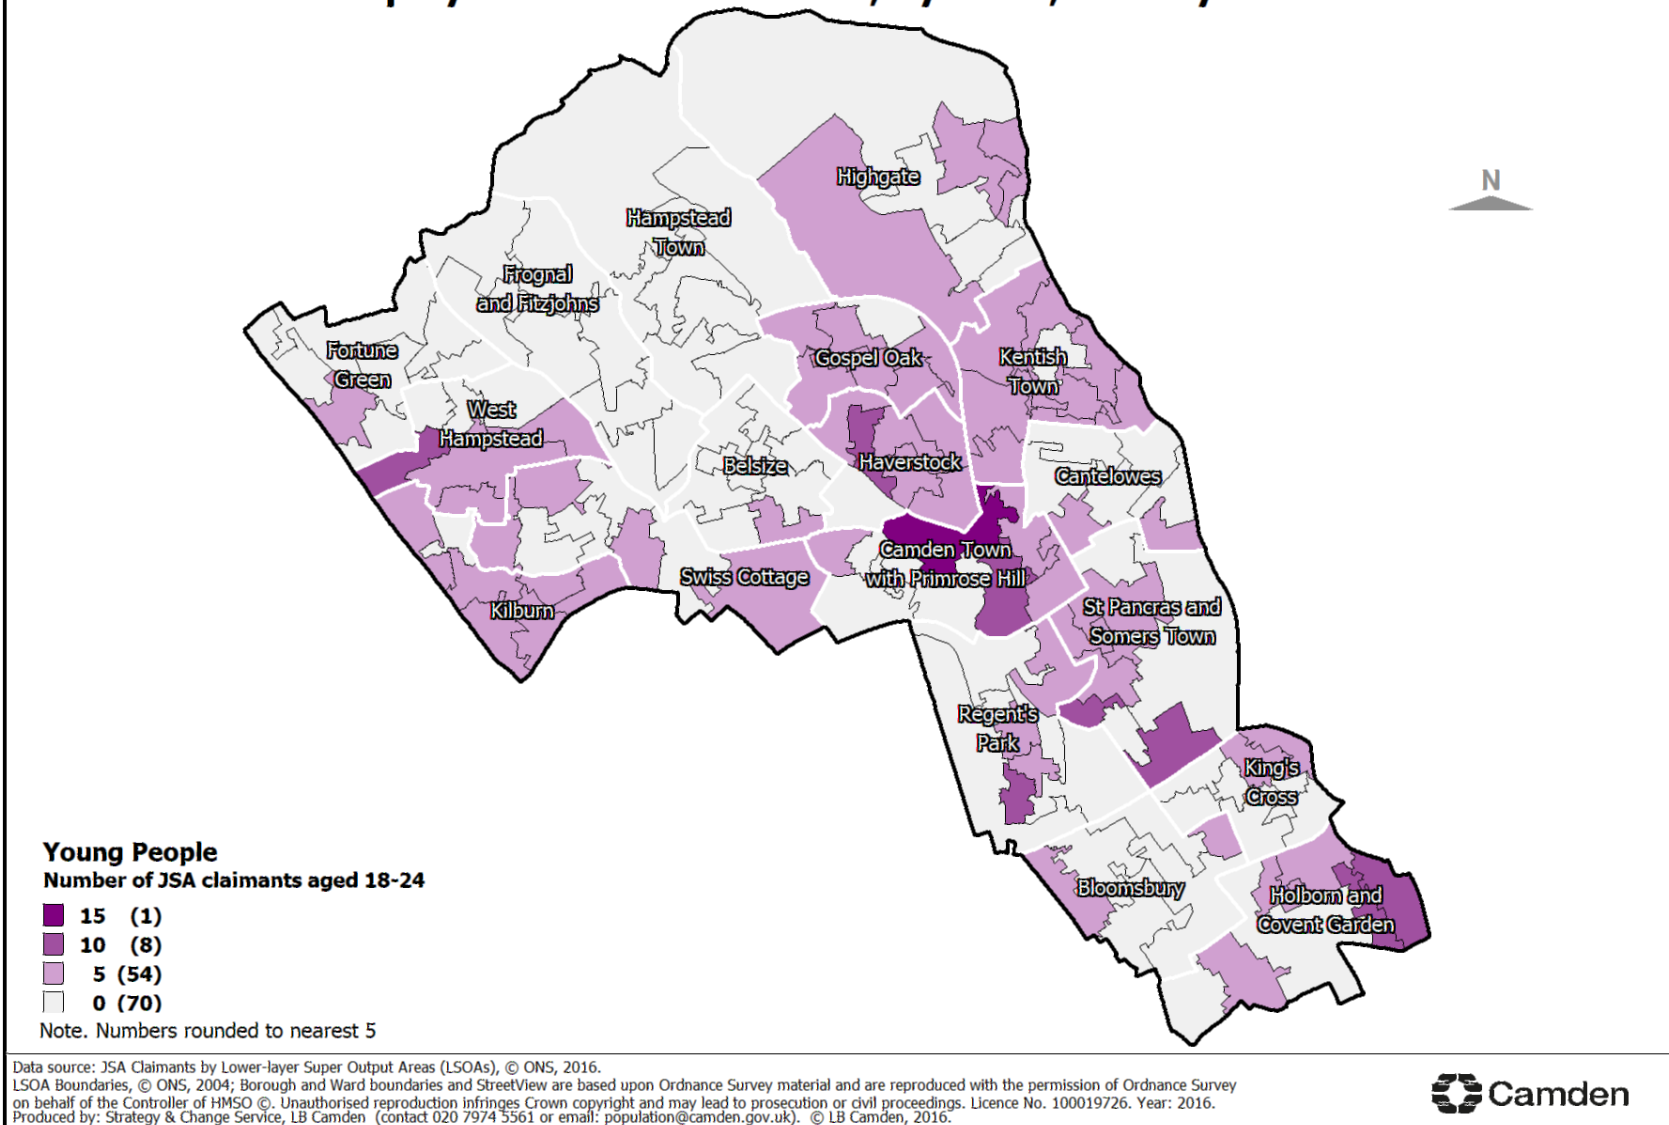 Highgate
N
Hampstead
Town
Frognal
and Fitzjohns
Fortune
Green
Gospel Oak
Kentish
Town
West
Hampstead
Belsize
Haverstock
Cantelowes
Camden Town
with Primrose Hill
Swiss Cottage
Kilburn
St Pancras and
Somers Town
Regent's
Park
King's
Cross
Bloomsbury
Holborn and
Covent Garden
Young People
Number of JSA claimants aged 18-24
15 (1)
10 (8)
5 (54)
0 (70)
Note. Numbers rounded to nearest 5
Data source: JSA Claimants by Lower-layer Super Output Areas (LSOAs), © ONS, 2016.
LSOA Boundaries, © ONS, 2004; Borough and Ward boundaries and StreetView are based upon Ordnance Survey material and are reproduced with the permission of Ordnance Survey
on behalf of the Controller of HMSO ©. Unauthorised reproduction infringes Crown copyright and may lead to prosecution or civil proceedings. Licence No. 100019726. Year: 2016.
Produced by: Strategy & Change Service, LB Camden (contact 020 7974 5561 or email: population@camden.gov.uk). © LB Camden, 2016.
Camden